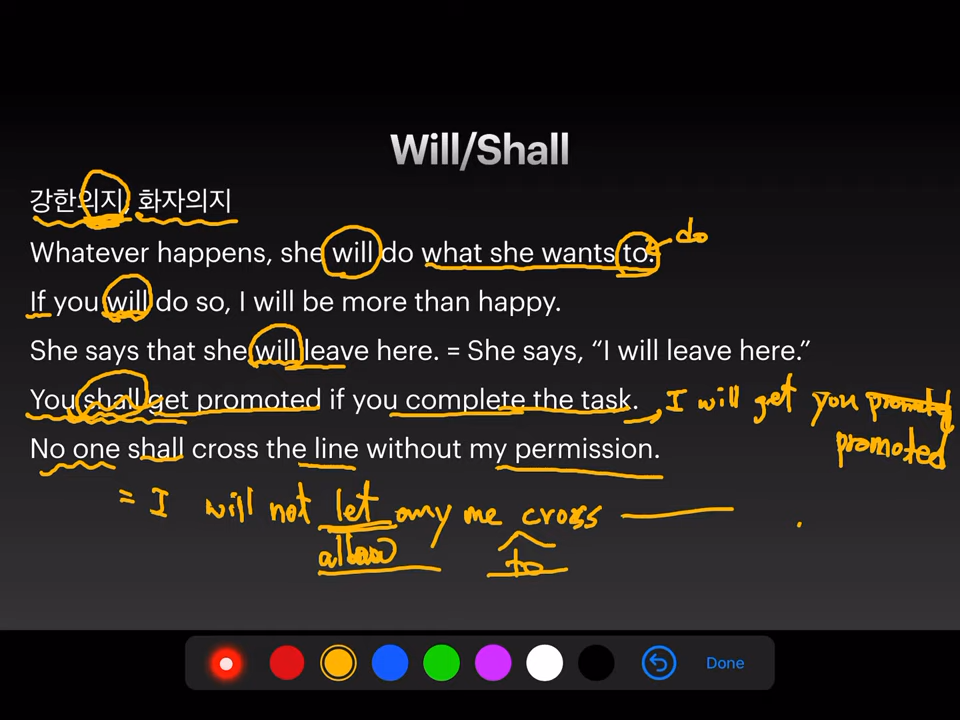 Will/Shall
강한의지, 화자의지
Whatever happens, she will do what she wants to. do
If you will do so, I will be more than happy.
She says that she will leave here. = She says, “I will leave here.”
You shall get promoted if you complete the task. I will get you promoted
promoted
No one shall cross the line without my permission.
= I will not let any me cross
allow to
Done